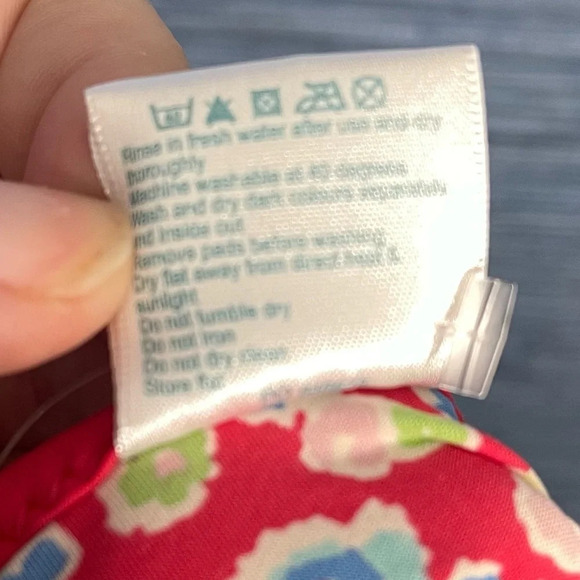 Rinse in fresh water after use and dry
thoroughly
Machine washable at 40 degrees
Wash and dry dark colours separately
and inside out
Remove pads before washing
Dry flat away from direct heat &
sunlight
Do not tumble dry
Do not iron
Do not dry clean
Store flat